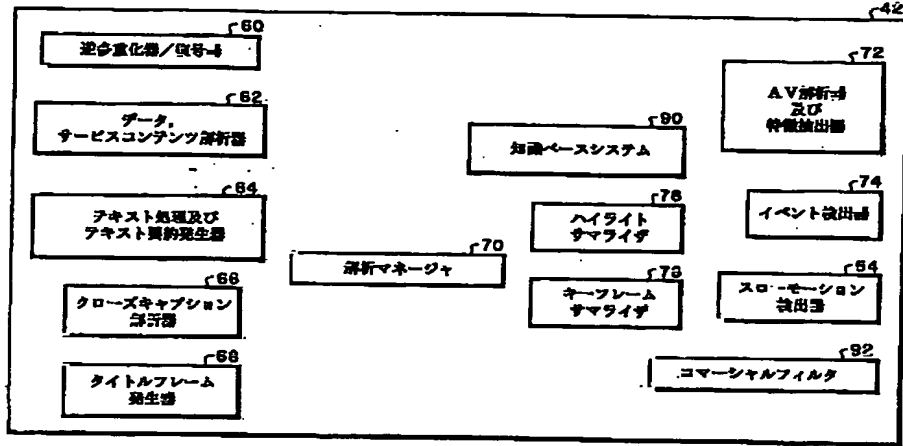 42
60
逆多重化器/復号器
62
データ,
サービスコンテンツ解析器
64
テキスト処理及び
テキスト要約発生器
66
クローズキャプション
解析器
68
タイトルフレーム
発生器
70
解析マネージャ
90
知識ベースシステム
76
ハイライト
サマライザ
78
キーフレーム
サマライザ
72
AV解析器
及び
特徴抽出器
74
イベント検出器
54
スローモーション
検出器
92
コマーシャルフィルタ